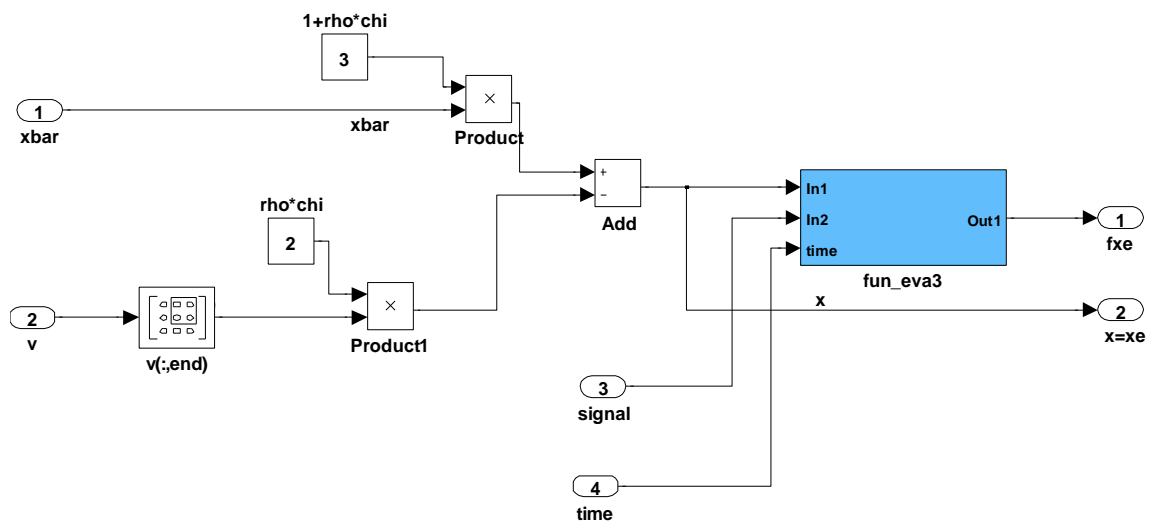 1+rho*chi
3
1
xbar
xbar
×
Product
rho*chi
2
+
−
Add
In1
In2
time
Out1
fun_eva3
1
fxe
2
v
v(:,end)
×
Product1
x
2
x=xe
3
signal
4
time